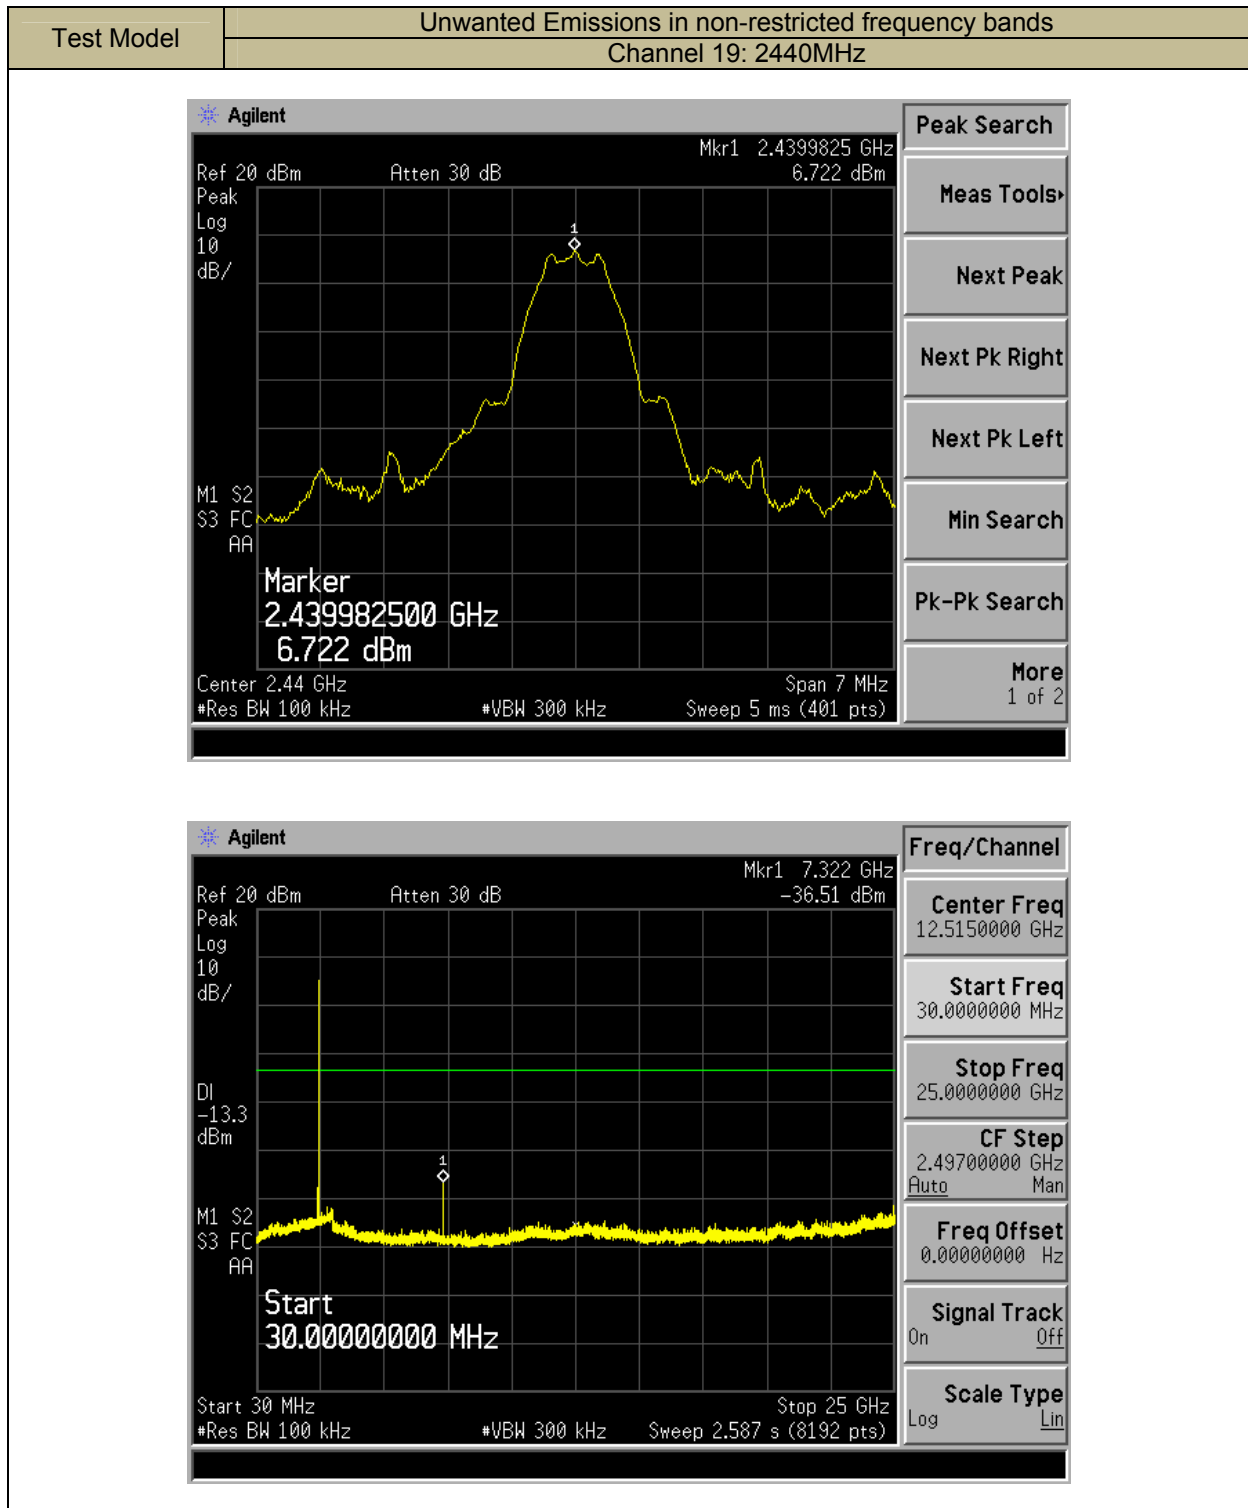 Test Model
Unwanted Emissions in non-restricted frequency bands
Channel 19: 2440MHz
Agilent
Peak Search
Mkr1 2.4399825 GHz
Ref 20 dBm Atten 30 dB 6.722 dBm
Peak
Log
10
dB/
1
M1 S2
S3 FC
AA
Marker
2.439982500 GHz
6.722 dBm
Center 2.44 GHz Span 7 MHz
#Res BW 100 kHz #VBW 300 kHz Sweep 5 ms (401 pts)
Meas Tools
Next Peak
Next Pk Right
Next Pk Left
Min Search
Pk-Pk Search
More
1 of 2
Agilent
Freq/Channel
Mkr1 7.322 GHz
Ref 20 dBm Atten 30 dB -36.51 dBm
Peak
Log
10
dB/
DI
-13.3
dBm
1
M1 S2
S3 FC
AA
Start
30.00000000 MHz
Start 30 MHz Stop 25 GHz
#Res BW 100 kHz #VBW 300 kHz Sweep 2.587 s (8192 pts)
Center Freq
12.5150000 GHz
Start Freq
30.0000000 MHz
Stop Freq
25.0000000 GHz
CF Step
2.49700000 GHz
Auto Man
Freq Offset
0.00000000 Hz
Signal Track
On Off
Scale Type
Log Lin